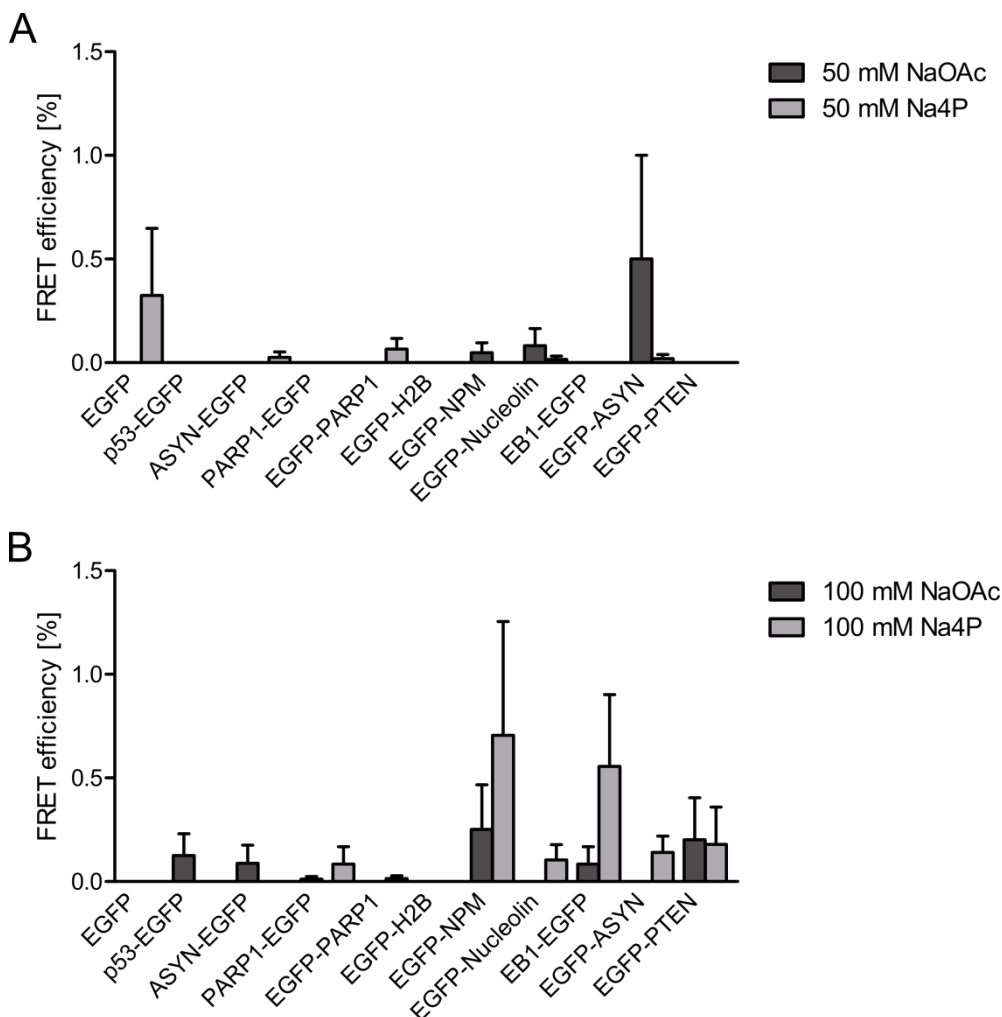 A
1.5
1.0
0.5
0.0
FRET efficiency [%]
50 mM NaOAc
50 mM Na4P
EGFP
p53-EGFP
ASYN-EGFP
PARP1-EGFP
EGFP-PARP1
EGFP-H2B
EGFP-NPM
EGFP-Nucleolin
EB1-EGFP
EGFP-ASYN
EGFP-PTEN
B
1.5
1.0
0.5
0.0
FRET efficiency [%]
100 mM NaOAc
100 mM Na4P
EGFP
p53-EGFP
ASYN-EGFP
PARP1-EGFP
EGFP-PARP1
EGFP-H2B
EGFP-NPM
EGFP-Nucleolin
EB1-EGFP
EGFP-ASYN
EGFP-PTEN